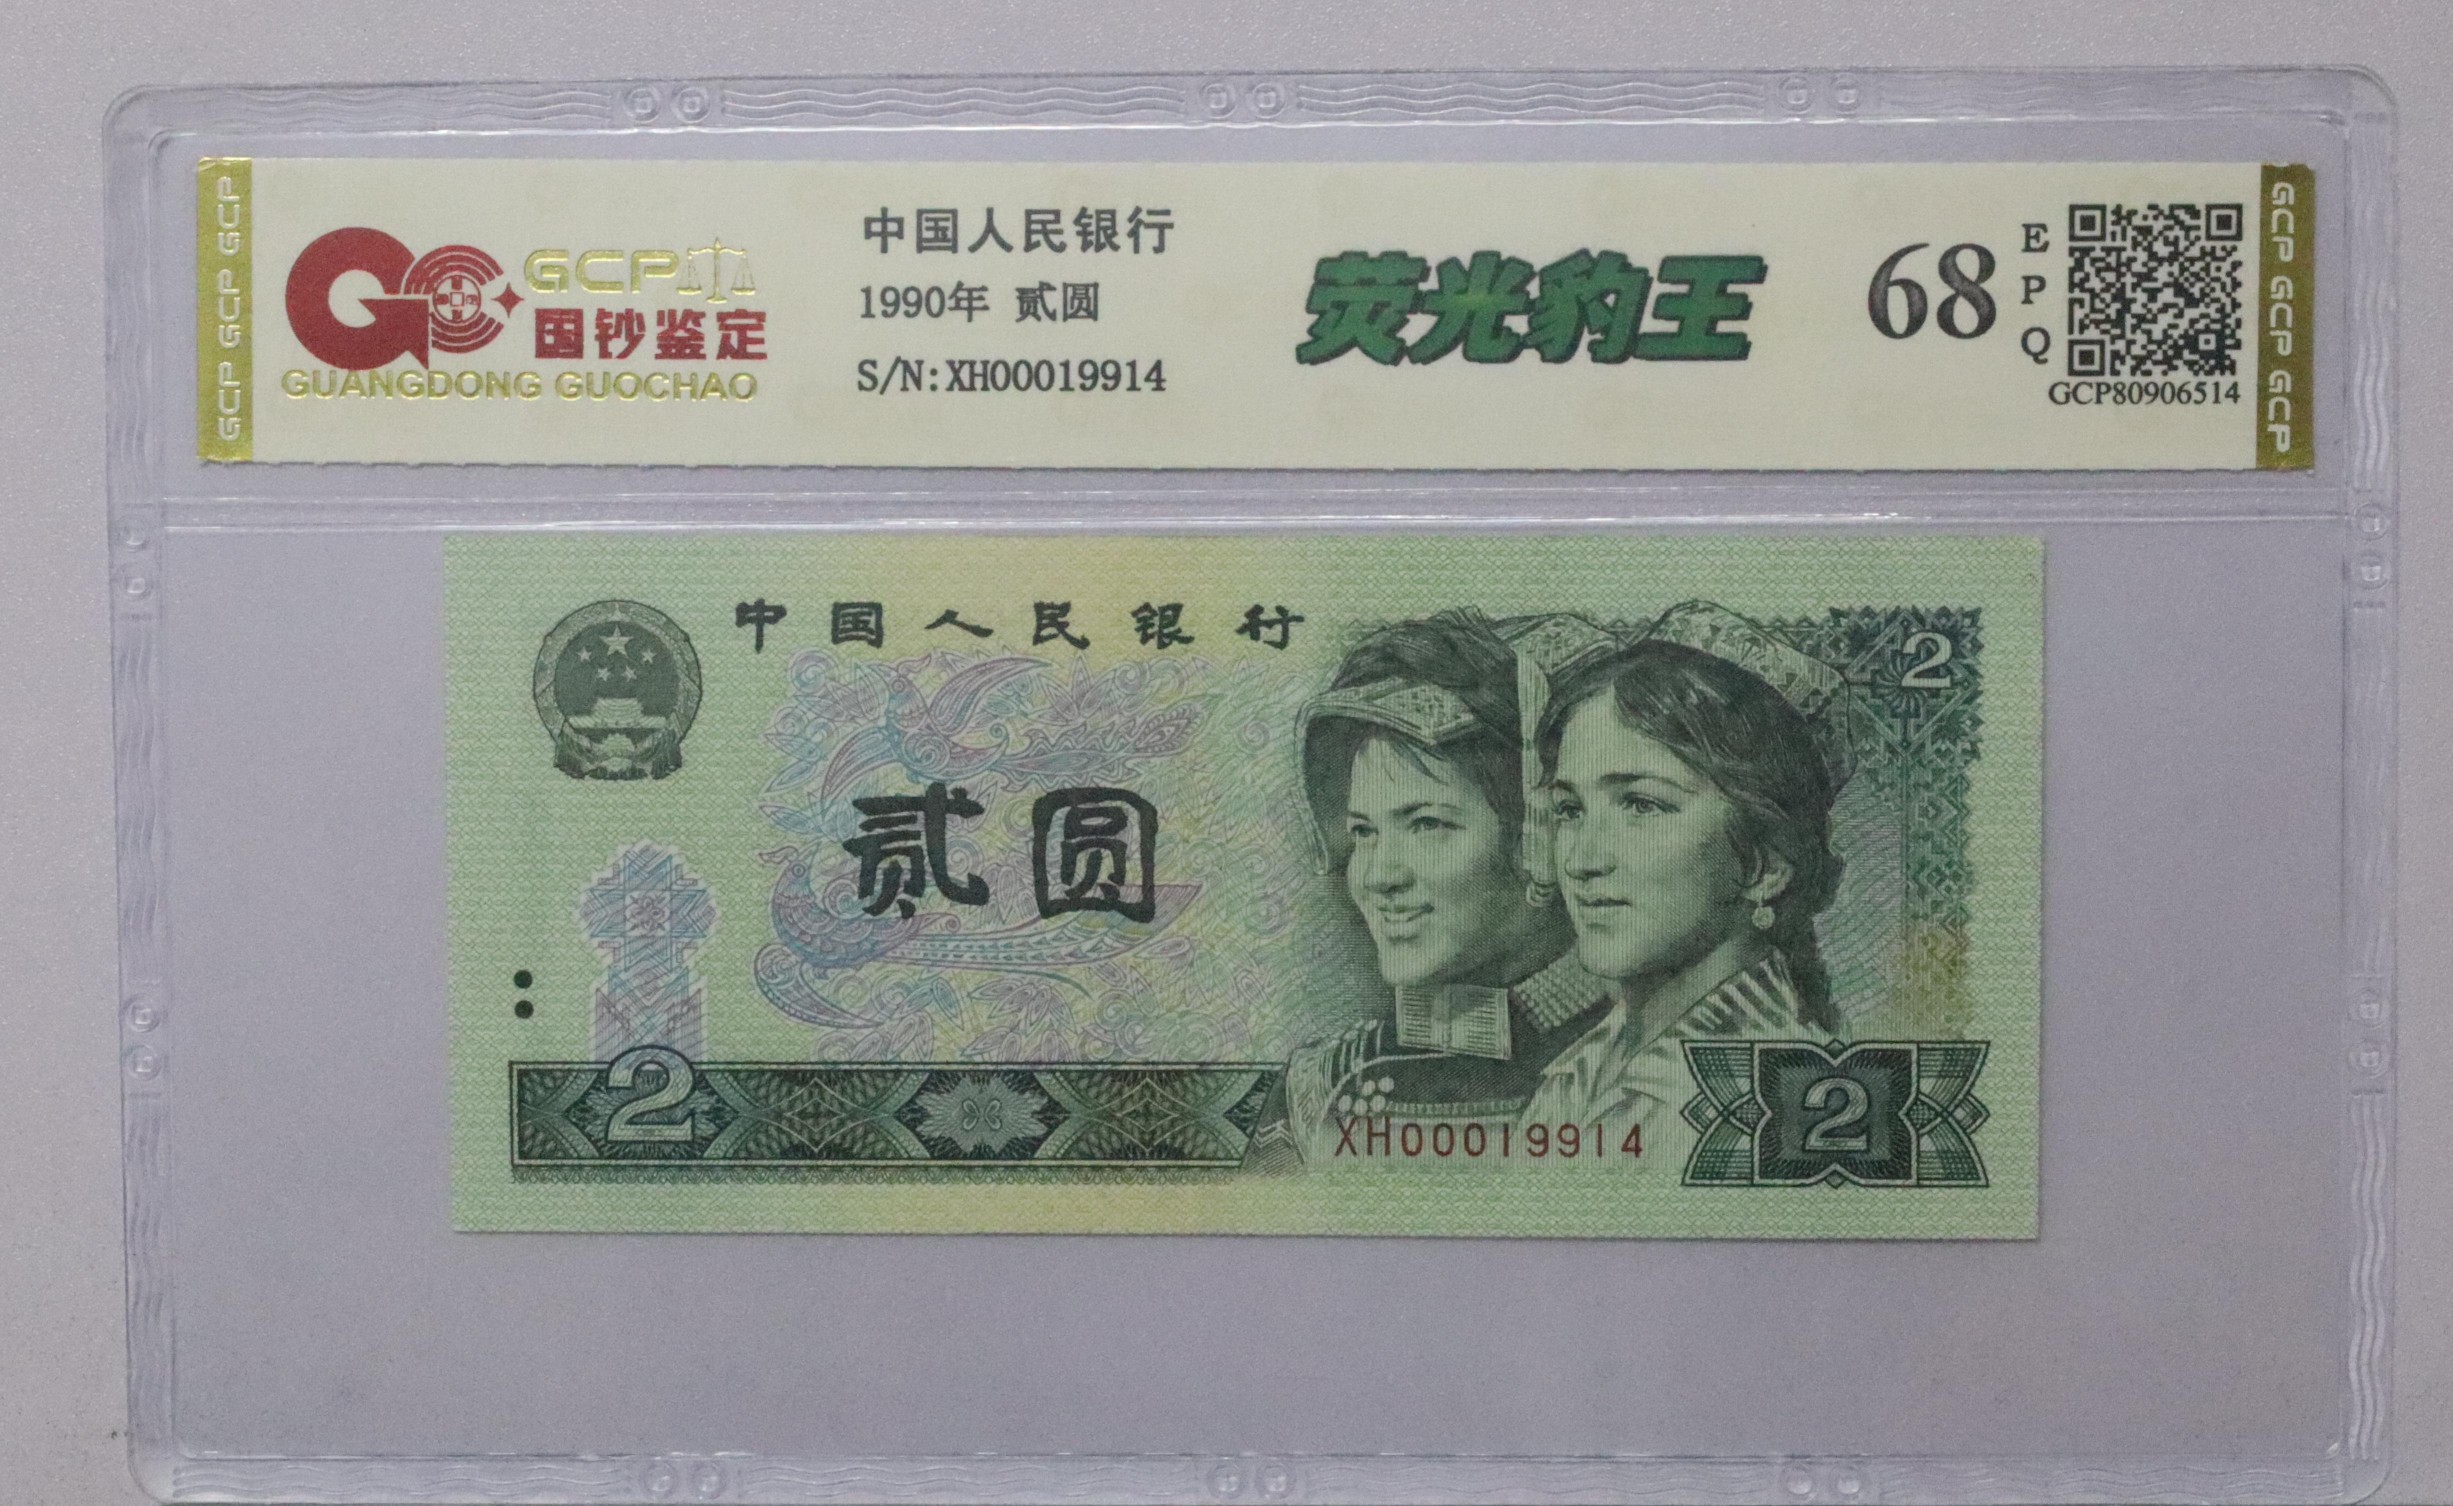 GCP GCP GCP
GCP
国钞鉴定
GUANGDONG GUOCHAO
中国人民银行
1990年 贰圆
S/N:XH00019914
荧光豹王
68
EPQ
GCP80906514
GCP GCP GCP
中国人民银行
2
贰圆
2
XH00019914
2